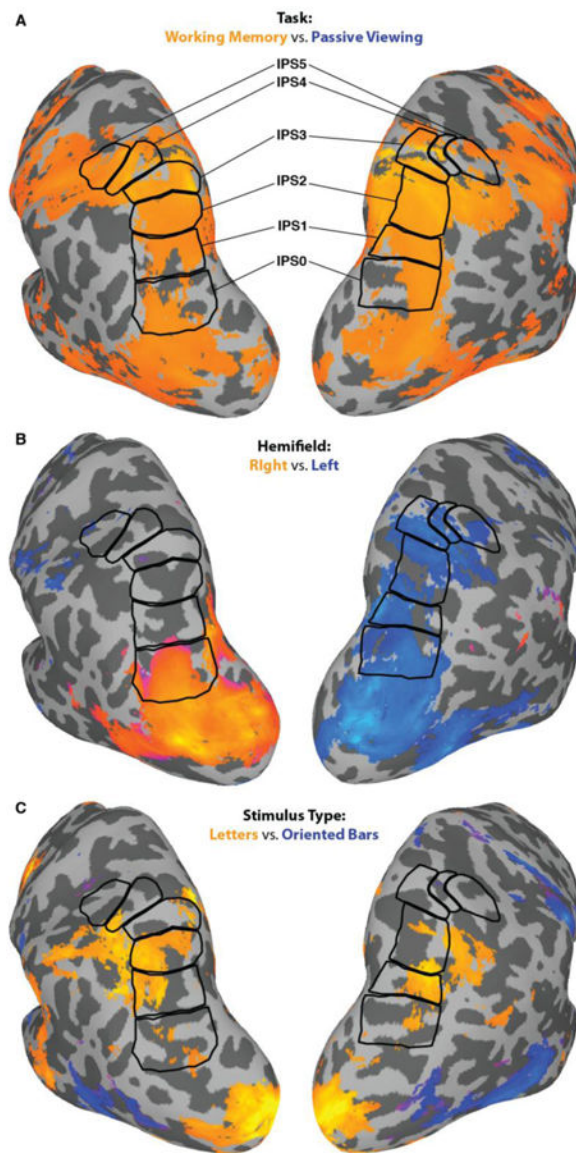 A
Task:
Working Memory vs. Passive Viewing
IPS5
IPS4
IPS3
IPS2
IPS1
IPS0
B
Hemifield:
RIght vs. Left
C
Stimulus Type:
Letters vs. Oriented Bars